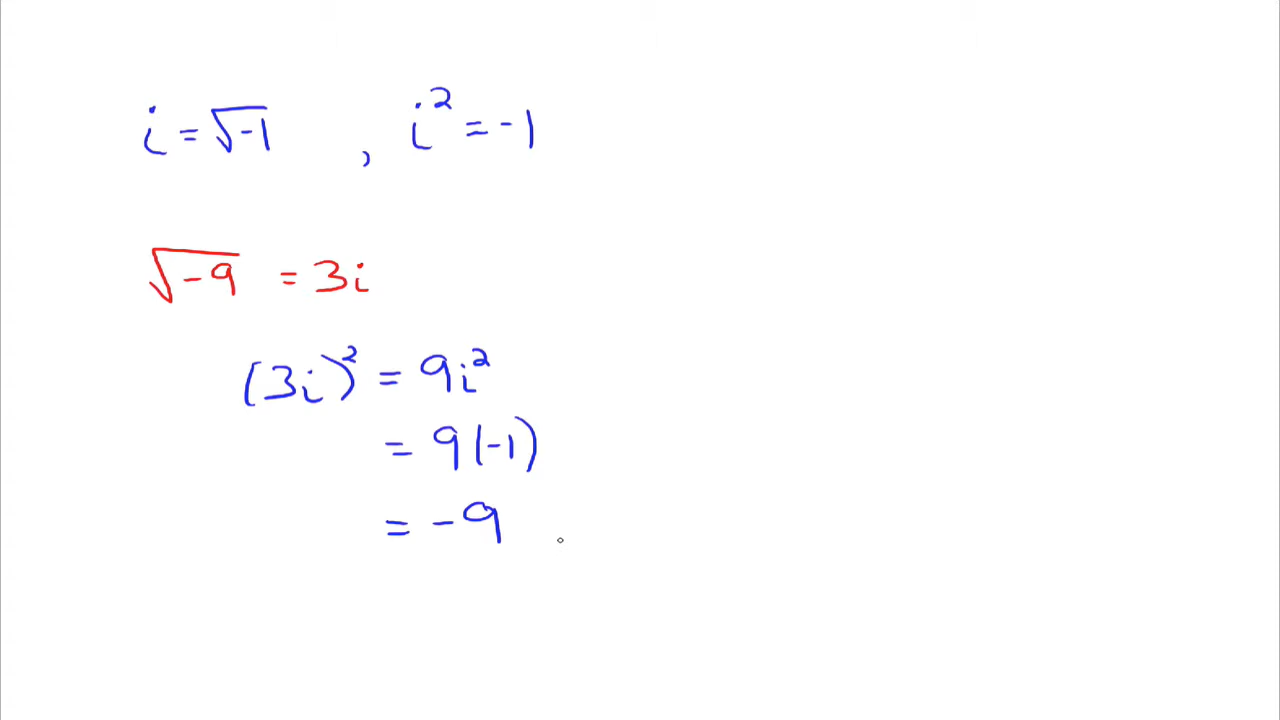 i = √-1 , i² = -1
√-9 = 3i
(3i)² = 9i²
= 9(-1)
= -9